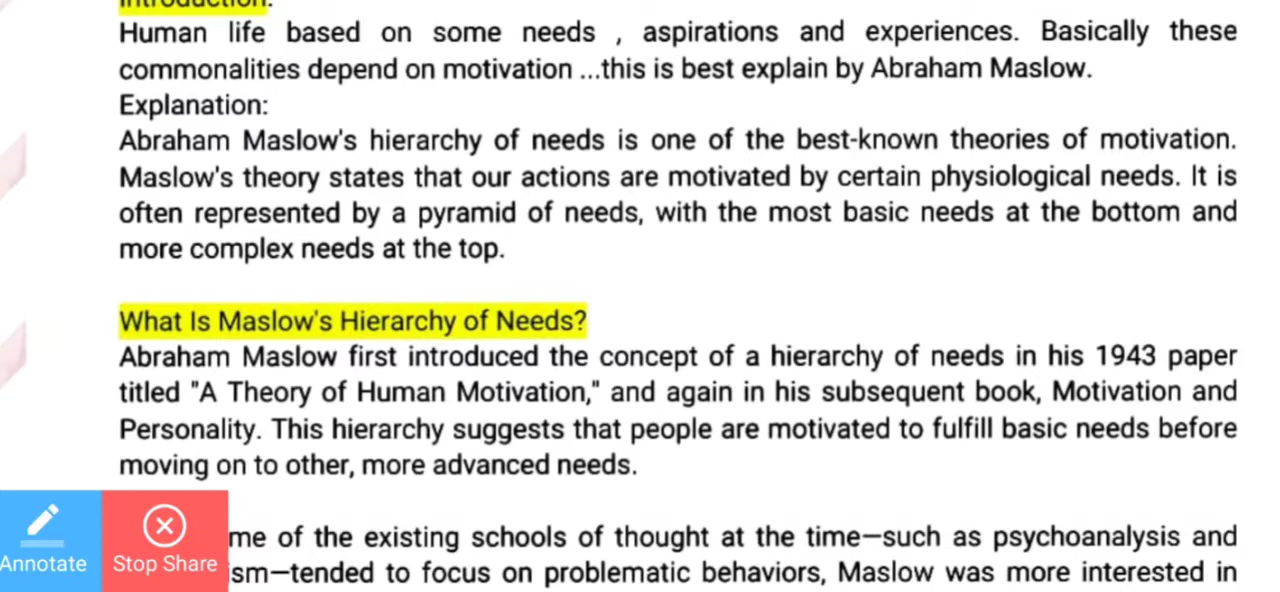 Introduction:
Human life based on some needs , aspirations and experiences. Basically these
commonalities depend on motivation ...this is best explain by Abraham Maslow.
Explanation:
Abraham Maslow's hierarchy of needs is one of the best-known theories of motivation.
Maslow's theory states that our actions are motivated by certain physiological needs. It is
often represented by a pyramid of needs, with the most basic needs at the bottom and
more complex needs at the top.
What Is Maslow's Hierarchy of Needs?
Abraham Maslow first introduced the concept of a hierarchy of needs in his 1943 paper
titled "A Theory of Human Motivation," and again in his subsequent book, Motivation and
Personality. This hierarchy suggests that people are motivated to fulfill basic needs before
moving on to other, more advanced needs.
me of the existing schools of thought at the time—such as psychoanalysis and
sm—tended to focus on problematic behaviors, Maslow was more interested in
Annotate
Stop Share